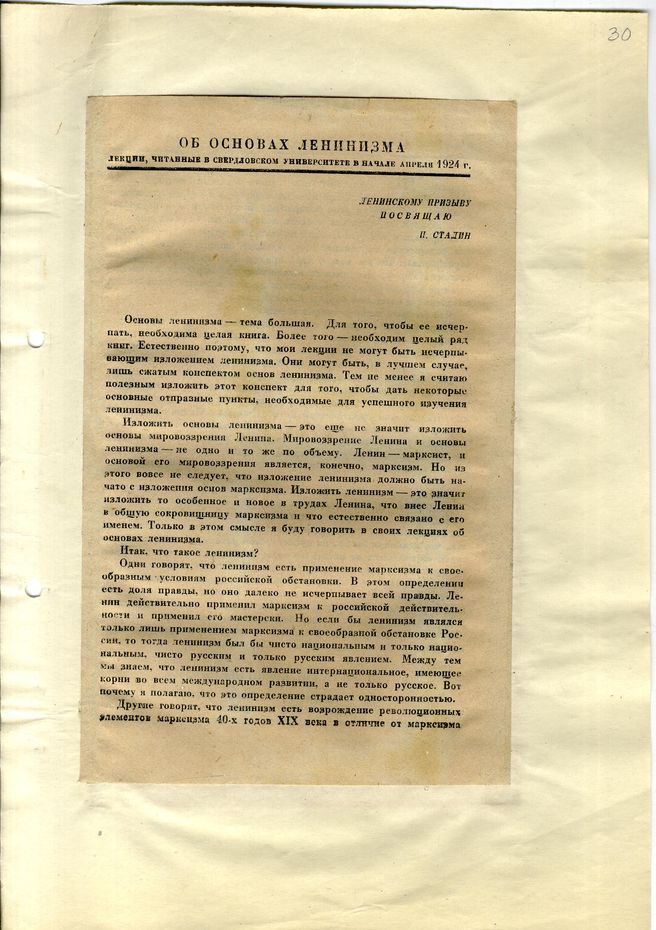 30
ОБ ОСНОВАХ ЛЕНИНИЗМА
ЛЕКЦИИ, ЧИТАННЫЕ В СВЕРДЛОВСКОМ УНИВЕРСИТЕТЕ В НАЧАЛЕ АПРЕЛЯ 1924 г.
ЛЕНИНСКОМУ ПРИЗЫВУ
ПОСВЯЩАЮ
И. СТАЛИН
Основы ленинизма — тема большая. Для того, чтобы ее исчер-
пать, необходима целая книга. Более того — необходим целый ряд
книг. Естественно поэтому, что мои лекции не могут быть исчерпы-
вающим изложением ленинизма. Они могут быть, в лучшем случае,
лишь сжатым конспектом основ ленинизма. Тем не менее я считаю
полезным изложить этот конспект для того, чтобы дать некоторые
основные отправные пункты, необходимые для успешного изучения
ленинизма.
Изложить основы ленинизма — это еще не значит изложить
основы мировоззрения Ленина. Мировоззрение Ленина и основы
ленинизма — не одно и то же по объему. Ленин — марксист, и
основой его мировоззрения является, конечно, марксизм. Но из
этого вовсе не следует, что изложение ленинизма должно быть на-
чато с изложения основ марксизма. Изложить ленинизм — это значит
изложить то особенное и новое в трудах Ленина, что внес Ленин
в общую сокровищницу марксизма и что естественно связано с его
именем. Только в этом смысле я буду говорить в своих лекциях об
основах ленинизма.
Итак, что такое ленинизм?
Одни говорят, что ленинизм есть применение марксизма к свое-
образным условиям российской обстановки. В этом определении
есть доля правды, но оно далеко не исчерпывает всей правды. Ле-
нин действительно применил марксизм к российской действитель-
ности и применил его мастерски. Но если бы ленинизм являлся
только лишь применением марксизма к своеобразной обстановке Рос-
сии, то тогда ленинизм был бы чисто национальным и только нацио-
нальным, чисто русским и только русским явлением. Между тем
мы знаем, что ленинизм есть явление интернациональное, имеющее
корни во всем международном развитии, а не только русское. Вот
почему я полагаю, что это определение страдает односторонностью.
Другие говорят, что ленинизм есть возрождение революционных
элементов марксизма 40-х годов XIX века в отличие от марксизма